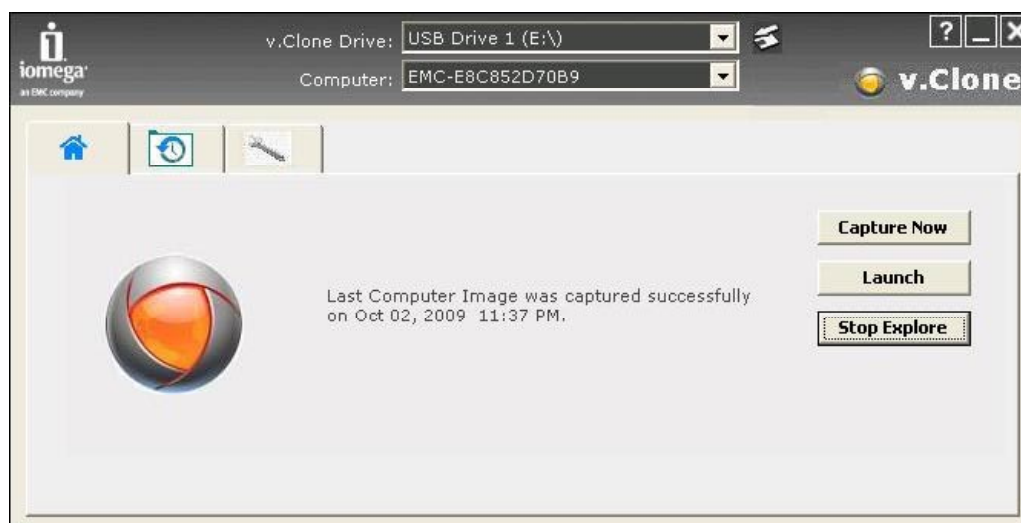 v.Clone Drive: USB Drive 1 (E:\)
? _ X
iomega
an EMC company
Computer: EMC-E8C852D70B9
v.Clone
Capture Now
Last Computer Image was captured successfully
on Oct 02, 2009 11:37 PM.
Launch
Stop Explore